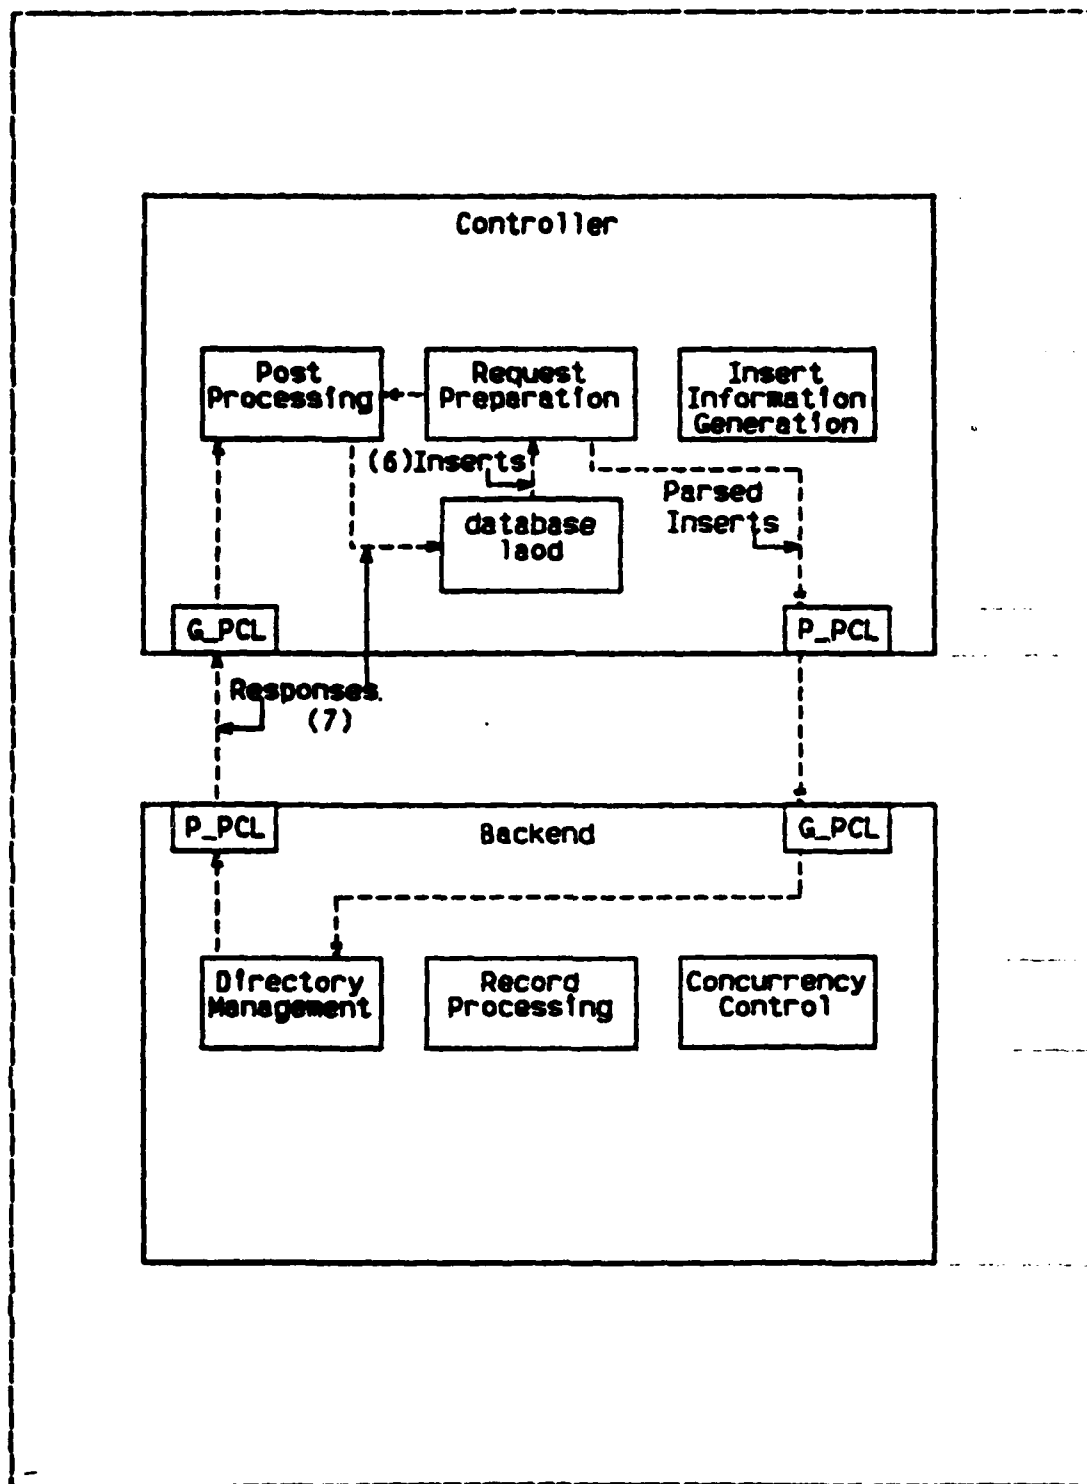 Controller
Post
Processing
Request
Preparation
Insert
Information
Generation
(6)Inserts
Parsed
Inserts
database
laod
G_PCL
P_PCL
Responses
(7)
P_PCL
Backend
G_PCL
Directory
Management
Record
Processing
Concurrency
Control